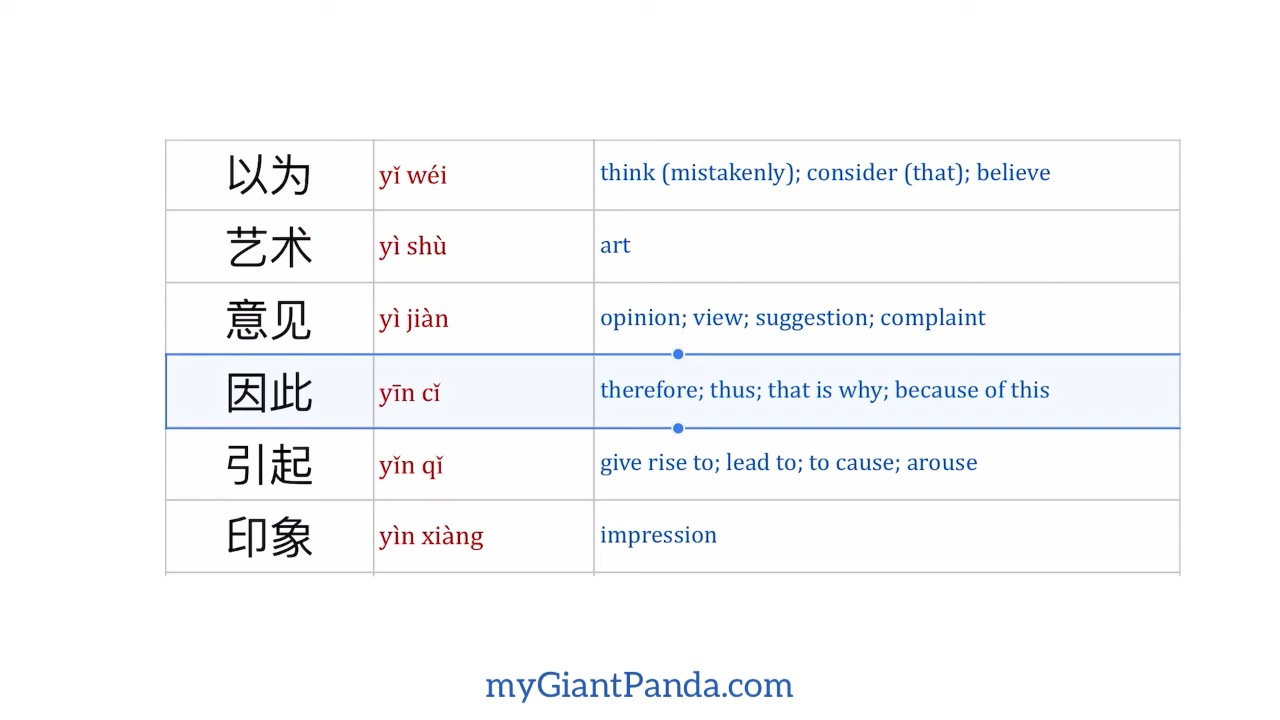 以为 yǐ wéi think (mistakenly); consider (that); believe
艺术 yì shù art
意见 yì jiàn opinion; view; suggestion; complaint
因此 yīn cǐ therefore; thus; that is why; because of this
引起 yǐn qǐ give rise to; lead to; to cause; arouse
印象 yìn xiàng impression
myGiantPanda.com